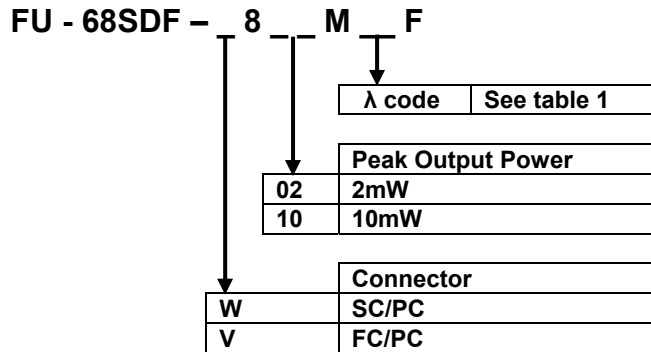 FU - 68SDF – _ 8 _ _ M __ F
λ code See table 1
Peak Output Power
02 2mW
10 10mW
Connector
W SC/PC
V FC/PC